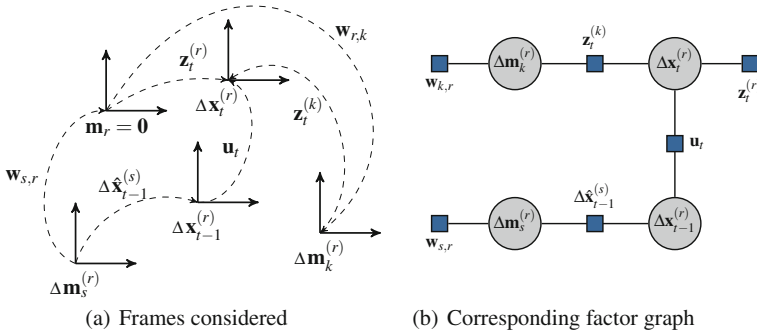 w_{r,k}
z_t^{(r)}
Δx_t^{(r)}
m_r = 0
z_t^{(k)}
u_t
w_{s,r}
Δx̂_{t-1}^{(s)}
Δx_{t-1}^{(r)}
Δm_k^{(r)}
Δm_s^{(r)}
(a) Frames considered
z_t^{(k)}
Δm_k^{(r)}
Δx_t^{(r)}
w_{k,r}
z_t^{(r
u_t
Δx̂_{t-1}^{(s)}
Δm_s^{(r)}
Δx_{t-1}^{(r)}
w_{s,r}
(b) Corresponding factor graph